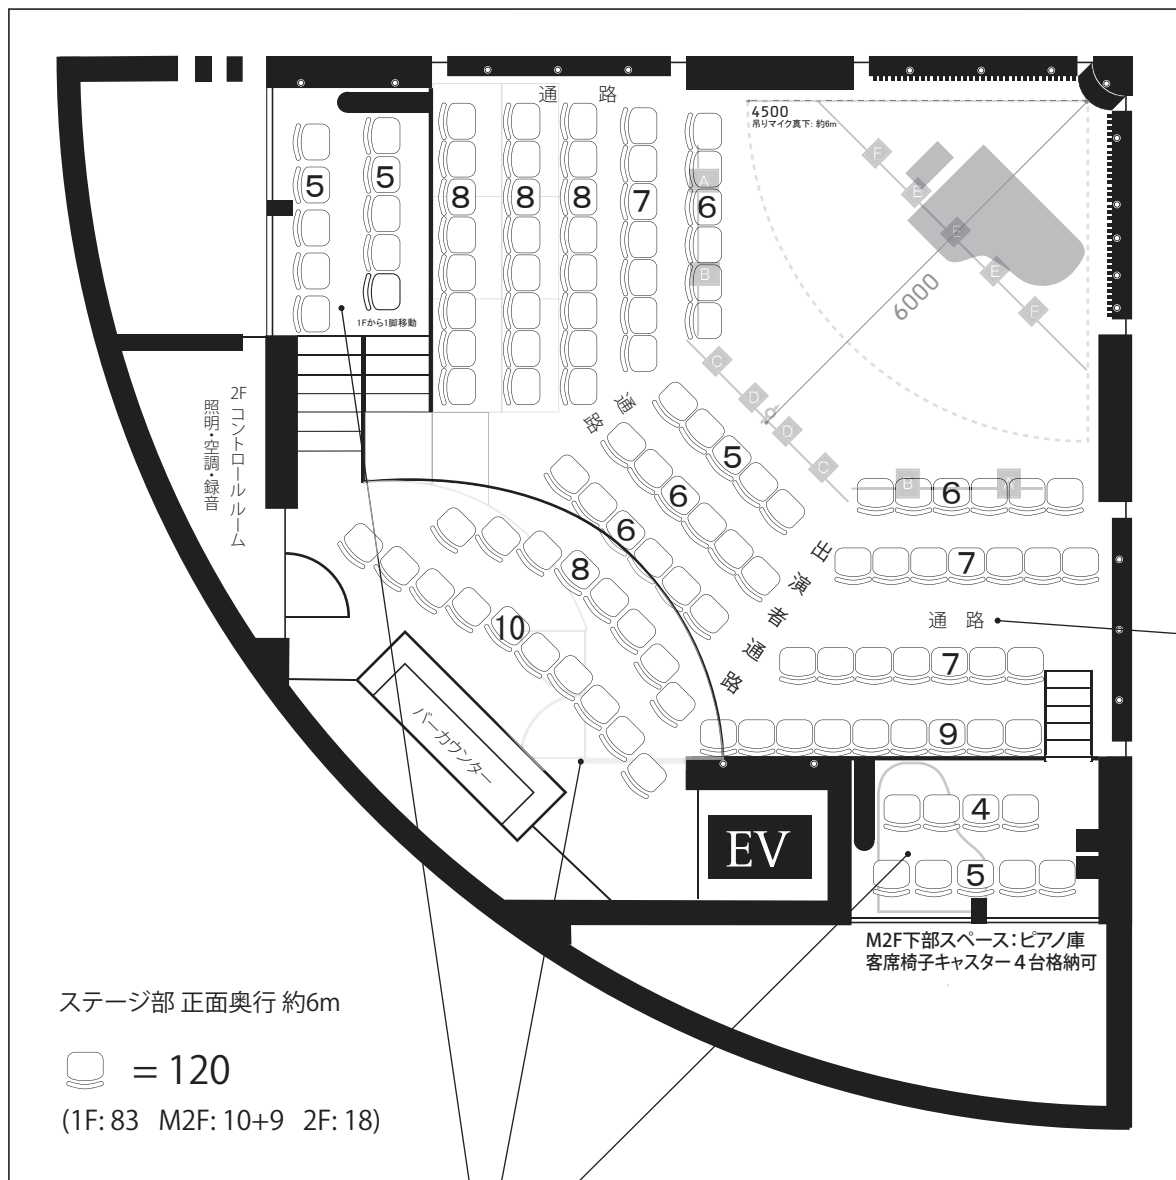 通 路
4500
吊りマイク真下: 約6m
F
E
E
E
F
6000
5
5
8
8
8
7
6
A
B
1Fから1脚移動
C
D
D
C
通路
2F コントロールルーム
照明・空調・録音
5
6
6
8
10
B
6
7
出演者通路
通 路
7
9
バーカウンター
EV
4
5
M2F下部スペース：ピアノ庫
客席椅子キャスター４台格納可
ステージ部 正面奥行 約6m
= 120
(1F: 83 M2F: 10+9 2F: 18)